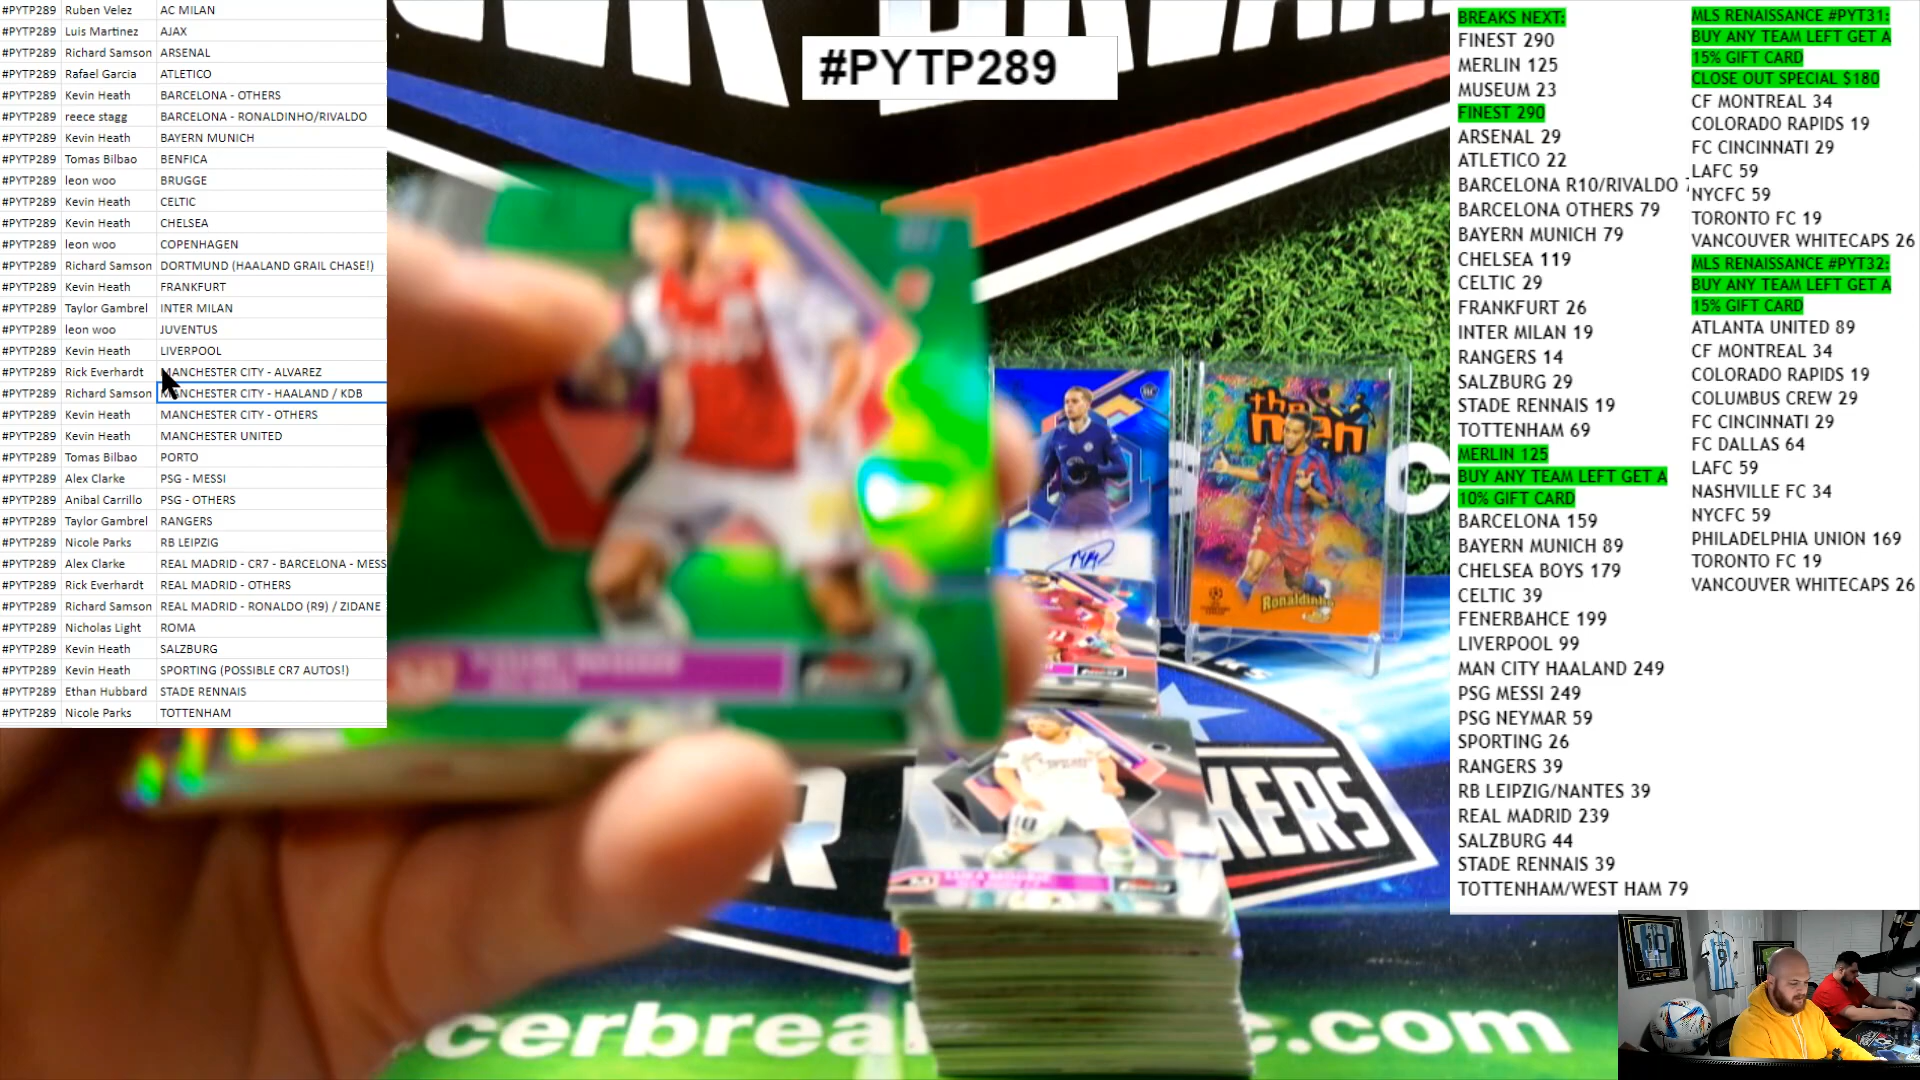 #PYTP289 Ruben Velez AC MILAN
#PYTP289 Luis Martinez AJAX
#PYTP289 Richard Samson ARSENAL
#PYTP289 Rafael Garcia ATLETICO
#PYTP289 Kevin Heath BARCELONA - OTHERS
#PYTP289 reece stagg BARCELONA - RONALDINHO/RIVALDO
#PYTP289 Kevin Heath BAYERN MUNICH
#PYTP289 Tomas Bilbao BENFICA
#PYTP289 leon woo BRUGGE
#PYTP289 Kevin Heath CELTIC
#PYTP289 Kevin Heath CHELSEA
#PYTP289 leon woo COPENHAGEN
#PYTP289 Richard Samson DORTMUND (HAALAND GRAIL CHASE!)
#PYTP289 Kevin Heath FRANKFURT
#PYTP289 Taylor Gambrel INTER MILAN
#PYTP289 leon woo JUVENTUS
#PYTP289 Kevin Heath LIVERPOOL
#PYTP289 Rick Everhardt MANCHESTER CITY - ALVAREZ
#PYTP289 Richard Samson MANCHESTER CITY - HAALAND / KDB
#PYTP289 Kevin Heath MANCHESTER CITY - OTHERS
#PYTP289 Kevin Heath MANCHESTER UNITED
#PYTP289 Tomas Bilbao PORTO
#PYTP289 Alex Clarke PSG - MESSI
#PYTP289 Anibal Carrillo PSG - OTHERS
#PYTP289 Taylor Gambrel RANGERS
#PYTP289 Nicole Parks RB LEIPZIG
#PYTP289 Alex Clarke REAL MADRID - CR7 - BARCELONA - MESS
#PYTP289 Rick Everhardt REAL MADRID - OTHERS
#PYTP289 Richard Samson REAL MADRID - RONALDO (R9) / ZIDANE
#PYTP289 Nicholas Light ROMA
#PYTP289 Kevin Heath SALZBURG
#PYTP289 Kevin Heath SPORTING (POSSIBLE CR7 AUTOS!)
#PYTP289 Ethan Hubbard STADE RENNAIS
#PYTP289 Nicole Parks TOTTENHAM
#PYTP289
the men
Ronaldinho
KERS
cerbreak
c.com
BREAKS NEXT:
FINEST 290
MERLIN 125
MUSEUM 23
FINEST 290
ARSENAL 29
ATLETICO 22
BARCELONA R10/RIVALDO
BARCELONA OTHERS 79
BAYERN MUNICH 79
CHELSEA 119
CELTIC 29
FRANKFURT 26
INTER MILAN 19
RANGERS 14
SALZBURG 29
STADE RENNAIS 19
TOTTENHAM 69
MERLIN 125
BUY ANY TEAM LEFT GET A
10% GIFT CARD
BARCELONA 159
BAYERN MUNICH 89
CHELSEA BOYS 179
CELTIC 39
FENERBAHCE 199
LIVERPOOL 99
MAN CITY HAALAND 249
PSG MESSI 249
PSG NEYMAR 59
SPORTING 26
RANGERS 39
RB LEIPZIG/NANTES 39
REAL MADRID 239
SALZBURG 44
STADE RENNAIS 39
TOTTENHAM/WEST HAM 79
MLS RENAISSANCE #PYT31:
BUY ANY TEAM LEFT GET A
15% GIFT CARD
CLOSE OUT SPECIAL $180
CF MONTREAL 34
COLORADO RAPIDS 19
FC CINCINNATI 29
LAFC 59
NYCFC 59
TORONTO FC 19
VANCOUVER WHITECAPS 26
MLS RENAISSANCE #PYT32:
BUY ANY TEAM LEFT GET A
15% GIFT CARD
ATLANTA UNITED 89
CF MONTREAL 34
COLORADO RAPIDS 19
COLUMBUS CREW 29
FC CINCINNATI 29
FC DALLAS 64
LAFC 59
NASHVILLE FC 34
NYCFC 59
PHILADELPHIA UNION 169
TORONTO FC 19
VANCOUVER WHITECAPS 26